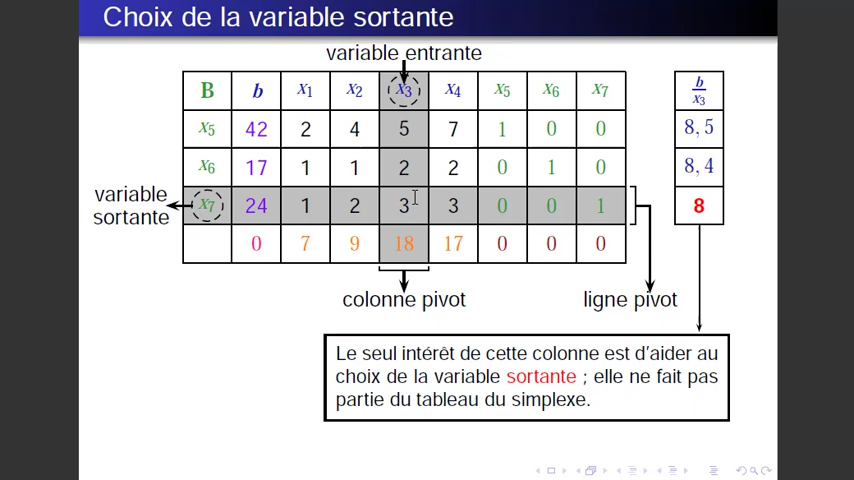 Choix de la variable sortante
variable entrante
B b x1 x2 x3 x4 x5 x6 x7 b/x3
x5 42 2 4 5 7 1 0 0 8, 5
x6 17 1 1 2 2 0 1 0 8, 4
variable
sortante
x7 24 1 2 3 3 0 0 1 8
0 7 9 18 17 0 0 0
colonne pivot ligne pivot
Le seul intérêt de cette colonne est d'aider au
choix de la variable sortante ; elle ne fait pas
partie du tableau du simplexe.